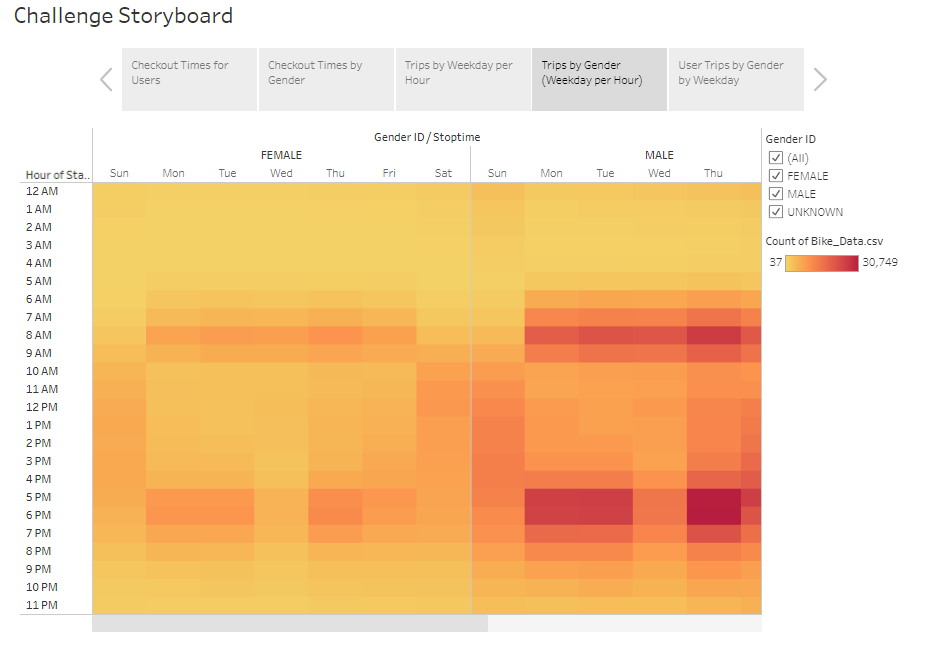 Challenge Storyboard
Checkout Times for Users
Checkout Times by Gender
Trips by Weekday per Hour
Trips by Gender (Weekday per Hour)
User Trips by Gender by Weekday
Gender ID / Stoptime
FEMALE MALE
Hour of Sta.. Sun Mon Tue Wed Thu Fri Sat Sun Mon Tue Wed Thu
12 AM
1 AM
2 AM
3 AM
4 AM
5 AM
6 AM
7 AM
8 AM
9 AM
10 AM
11 AM
12 PM
1 PM
2 PM
3 PM
4 PM
5 PM
6 PM
7 PM
8 PM
9 PM
10 PM
11 PM
Gender ID
(All)
FEMALE
MALE
UNKNOWN
Count of Bike_Data.csv
37 30,749